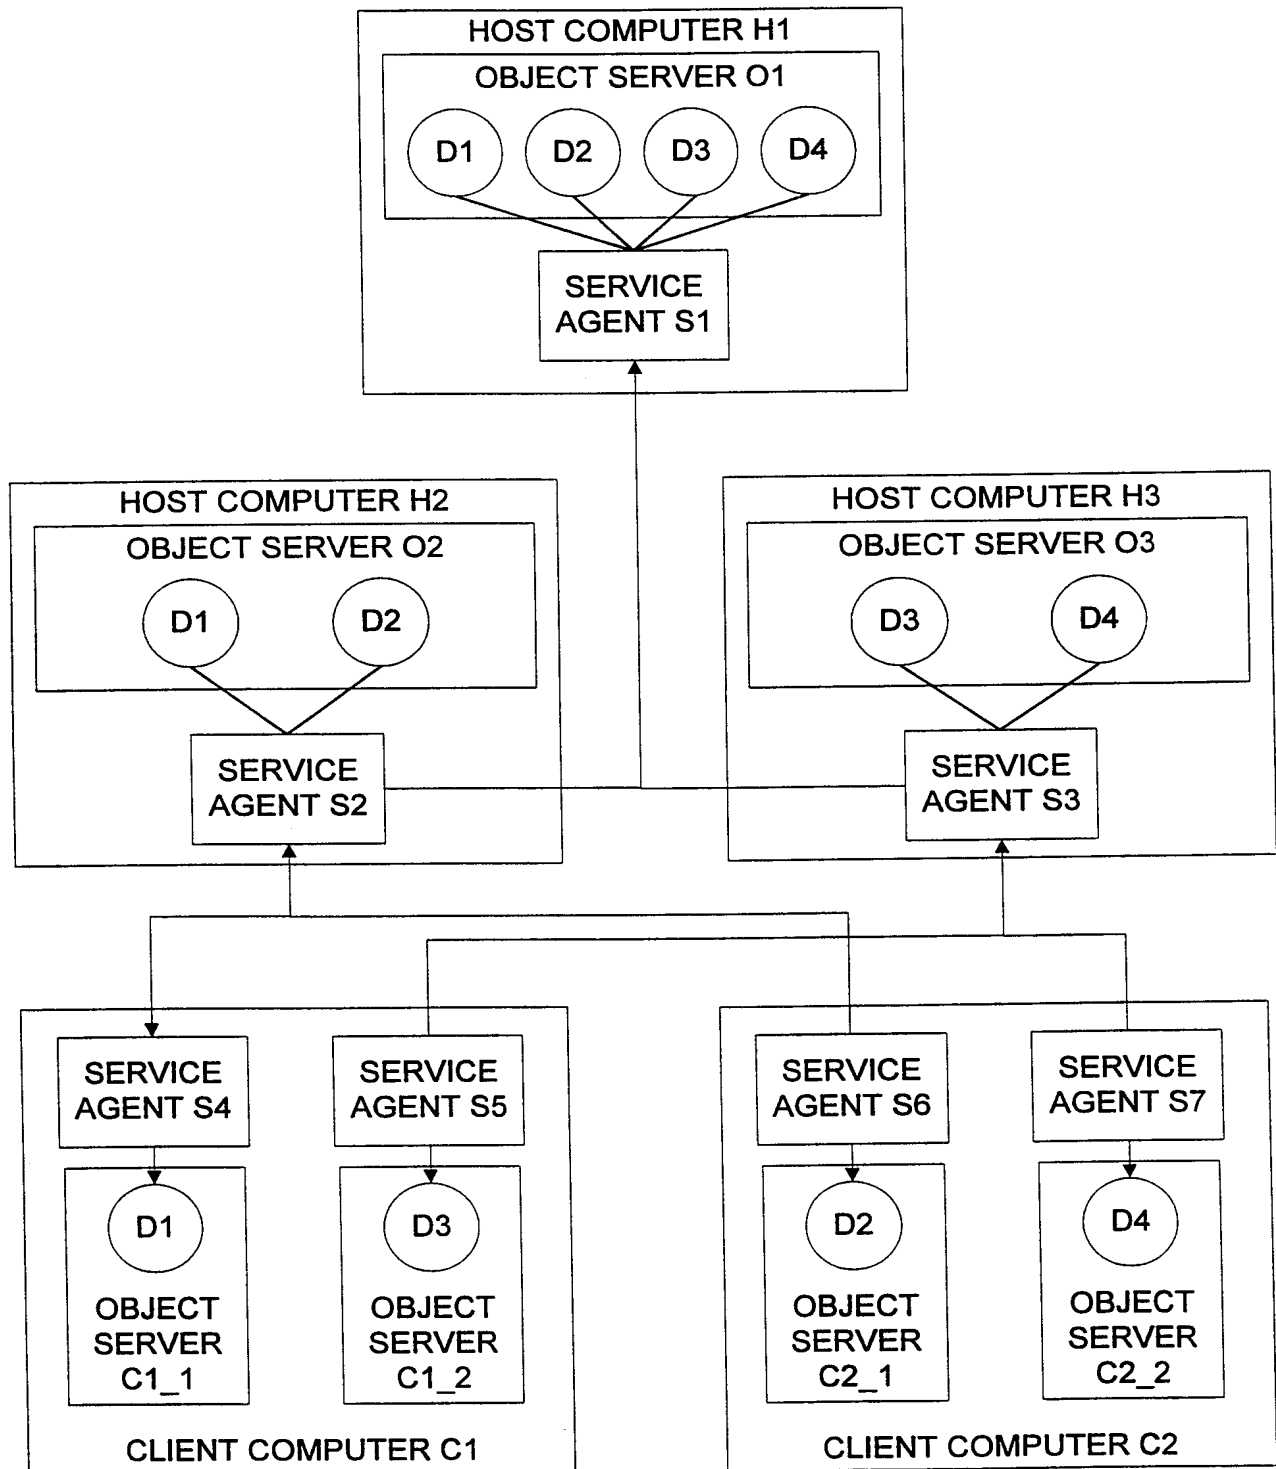 HOST COMPUTER H1
OBJECT SERVER O1
D1 D2 D3 D4
SERVICE
AGENT S1
HOST COMPUTER H2
OBJECT SERVER O2
D1 D2
SERVICE
AGENT S2
HOST COMPUTER H3
OBJECT SERVER O3
D3 D4
SERVICE
AGENT S3
SERVICE
AGENT S4
D1
OBJECT
SERVER
C1_1
SERVICE
AGENT S5
D3
OBJECT
SERVER
C1_2
CLIENT COMPUTER C1
SERVICE
AGENT S6
D2
OBJECT
SERVER
C2_1
SERVICE
AGENT S7
D4
OBJECT
SERVER
C2_2
CLIENT COMPUTER C2